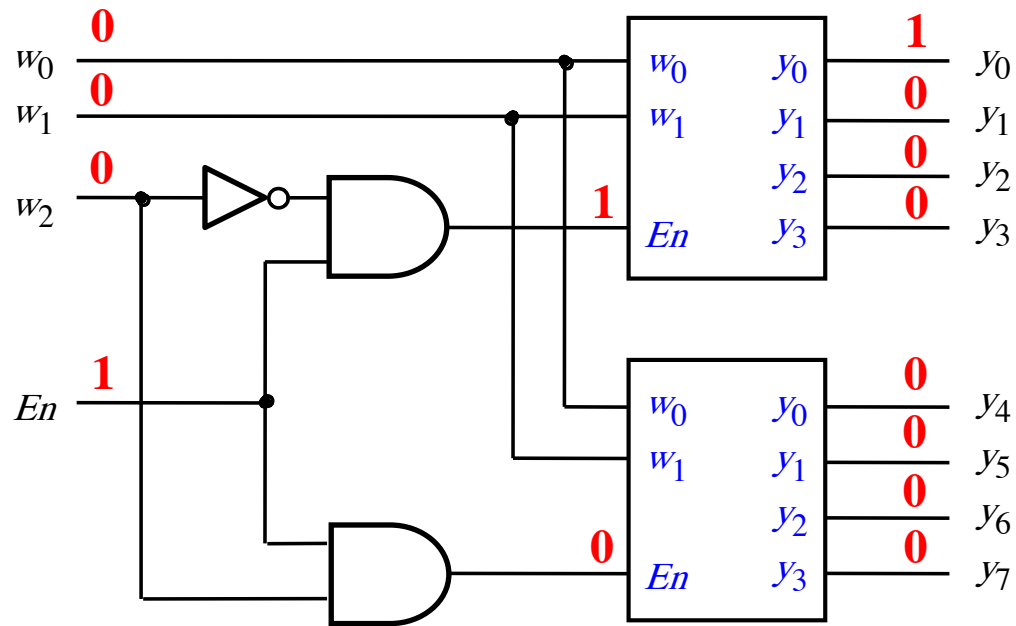 0 1
w0 w0 y0 y0
0 0
w1 w1 y1 y1
0 0
w2 y2 y2
1 0
En y3 y3
1 0
En w0 y0 y4
0
w1 y1 y5
0
y2 y6
0 0
En y3 y7